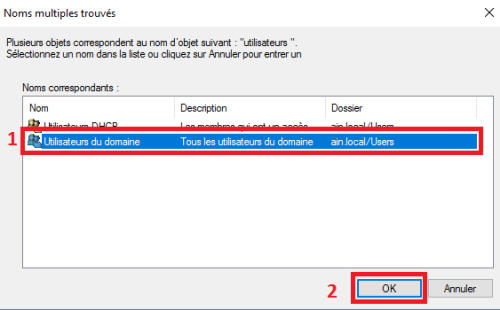 Noms multiples trouvés
Plusieurs objets correspondent au nom d'objet suivant : "utilisateurs ".
Sélectionnez un nom dans la liste ou cliquez sur Annuler pour entrer un
Noms correspondants :
Nom Description Dossier
Utilisateurs DHCP Les membres qui ont un accès ain.local/Users
1 Utilisateurs du domaine Tous les utilisateurs du domaine ain.local/Users
2 OK Annuler